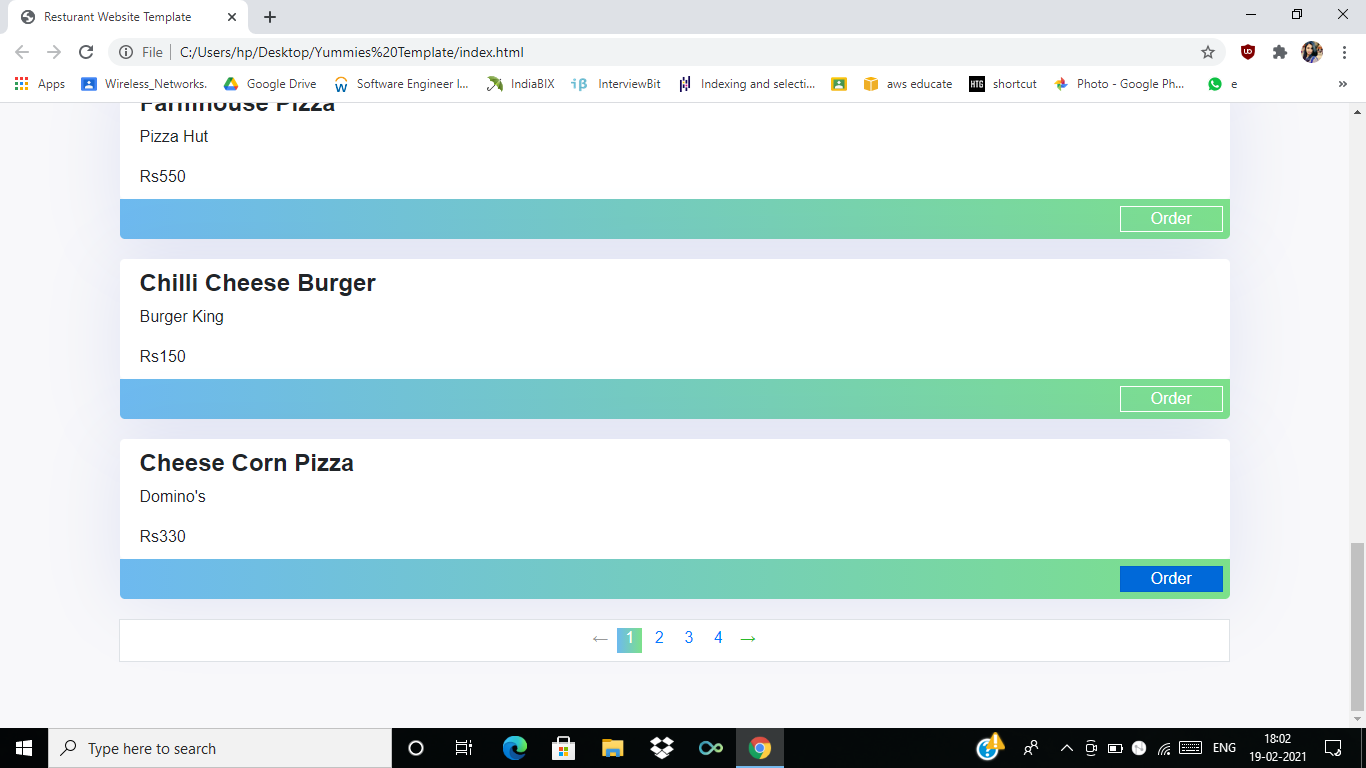 Resturant Website Template
File
C:/Users/hp/Desktop/Yummies%20Template/index.html
Apps
Wireless_Networks.
Google Drive
Software Engineer I...
IndiaBIX
iB
InterviewBit
Indexing and selecti...
aws educate
HTG
shortcut
Photo - Google Ph...
e
»
Farmhouse Pizza
Pizza Hut
Rs550
Order
Chilli Cheese Burger
Burger King
Rs150
Order
Cheese Corn Pizza
Domino's
Rs330
Order
← 1 2 3 4 →
Type here to search
ENG
18:02
19-02-2021